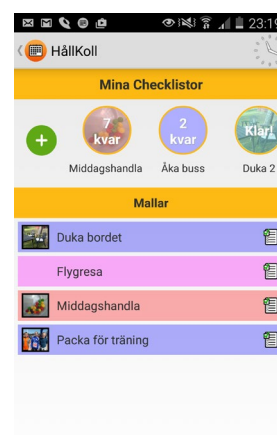 23:19
HållKoll
Mina Checklistor
7 kvar
2 kvar
Klar!
Middagshandla
Åka buss
Duka 2
Mallar
Duka bordet
Flygresa
Middagshandla
Packa för träning